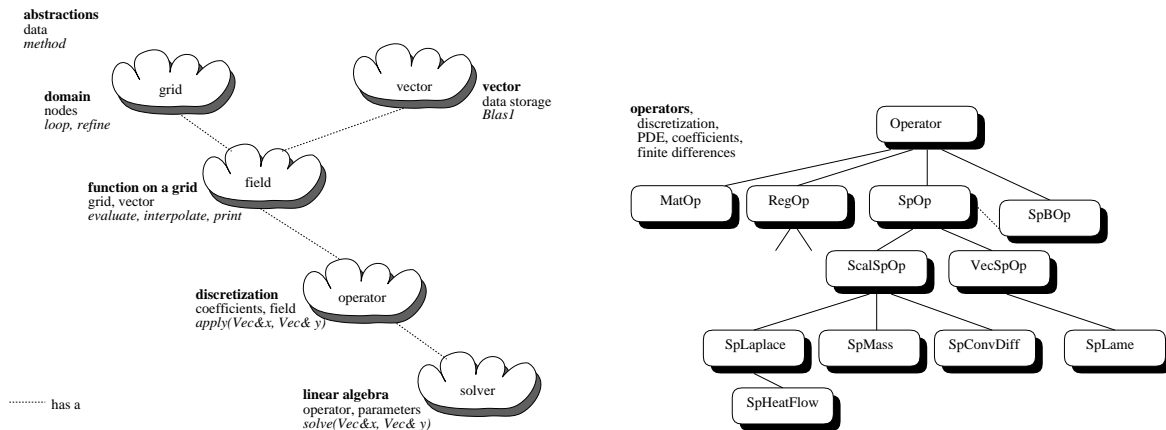 abstractions
data
method
grid
vector
domain
nodes
loop, refine
vector
data storage
Blas1
field
function on a grid
grid, vector
evaluate, interpolate, print
operator
discretization
coefficients, field
apply(Vec&x, Vec& y)
solver
linear algebra
operator, parameters
solve(Vec&x, Vec& y)
has a
operators,
discretization,
PDE, coefficients,
finite differences
Operator
MatOp
RegOp
SpOp
SpBOp
ScalSpOp
VecSpOp
SpLaplace
SpMass
SpConvDiff
SpLame
SpHeatFlow